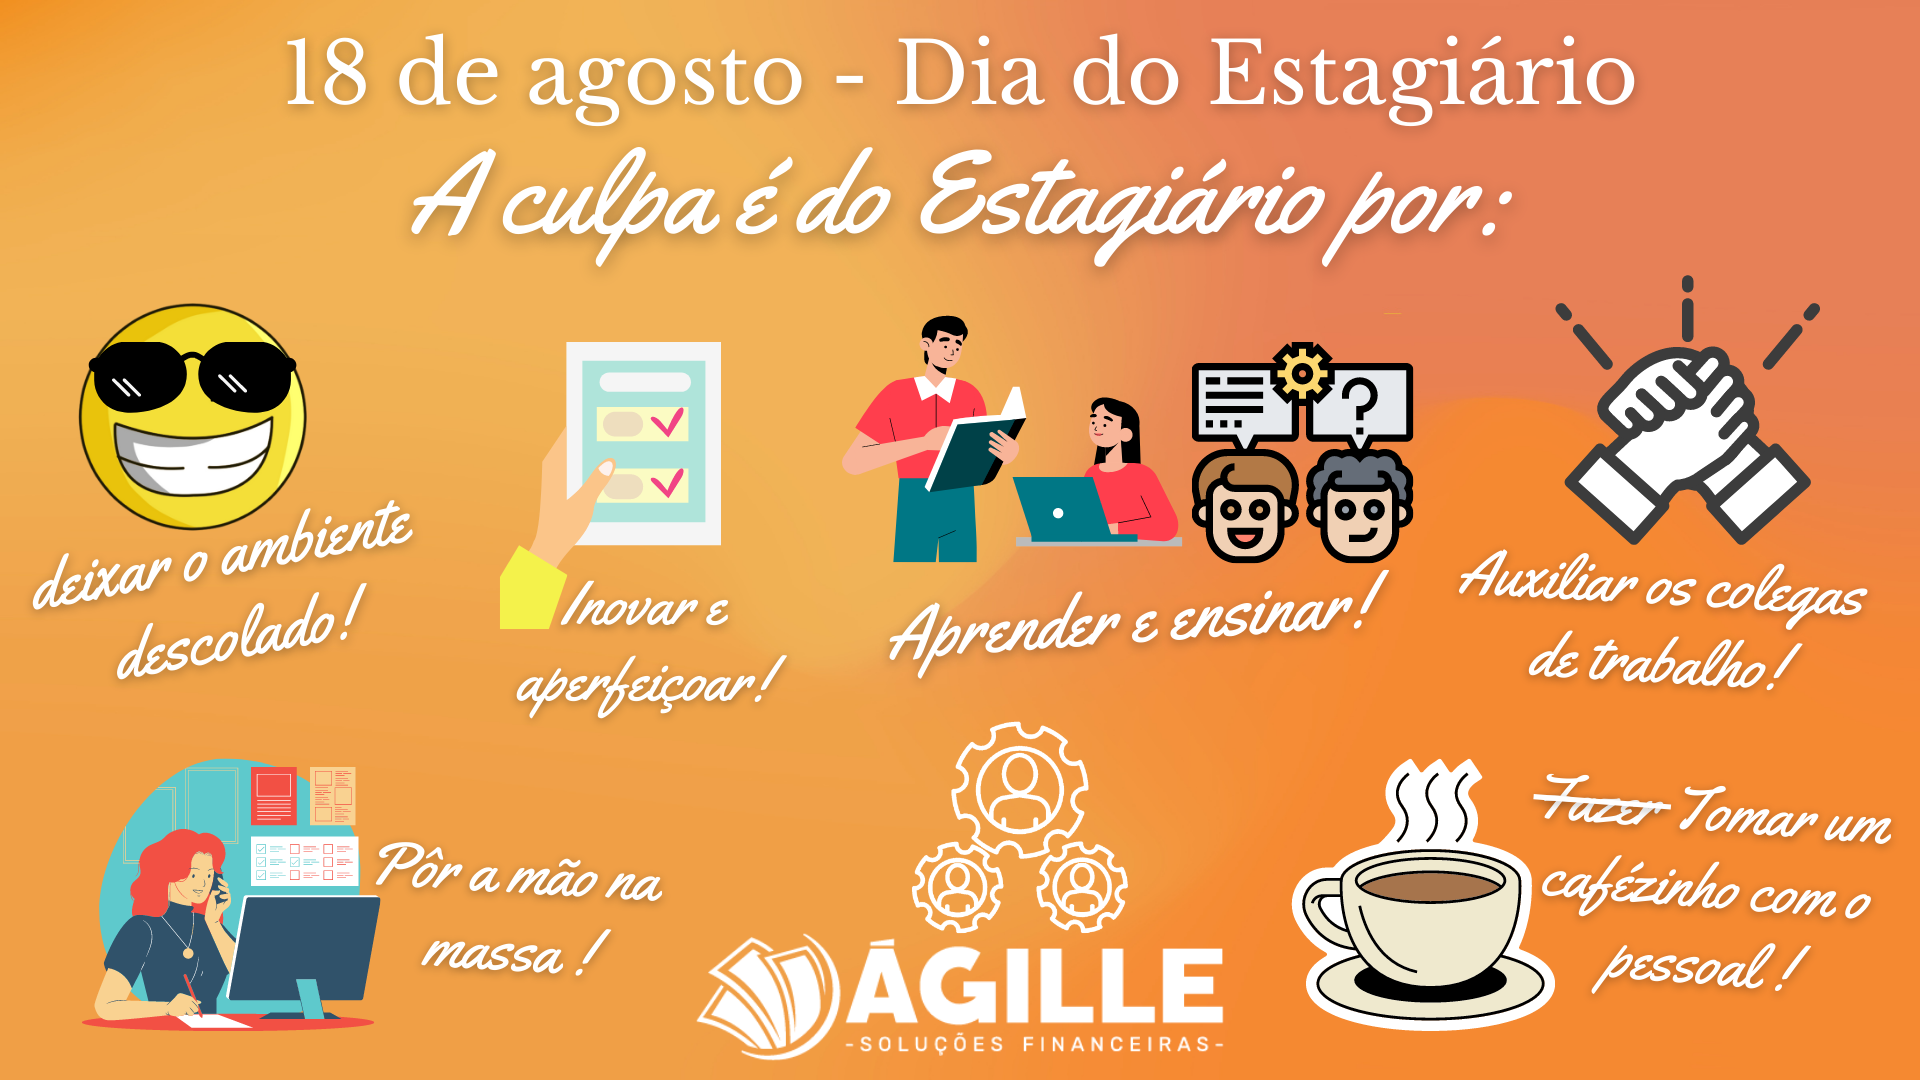 18 de agosto - Dia do Estagiário
A culpa é do Estagiário por:
deixar o ambiente
descolado!
Inovar e
aperfeiçoar!
?
Aprender e ensinar!
Auxiliar os colegas
de trabalho!
Pôr a mão na
massa !
ÁGILLE
-SOLUÇÕES FINANCEIRAS-
Fazer Tomar um
cafézinho com o
pessoal !